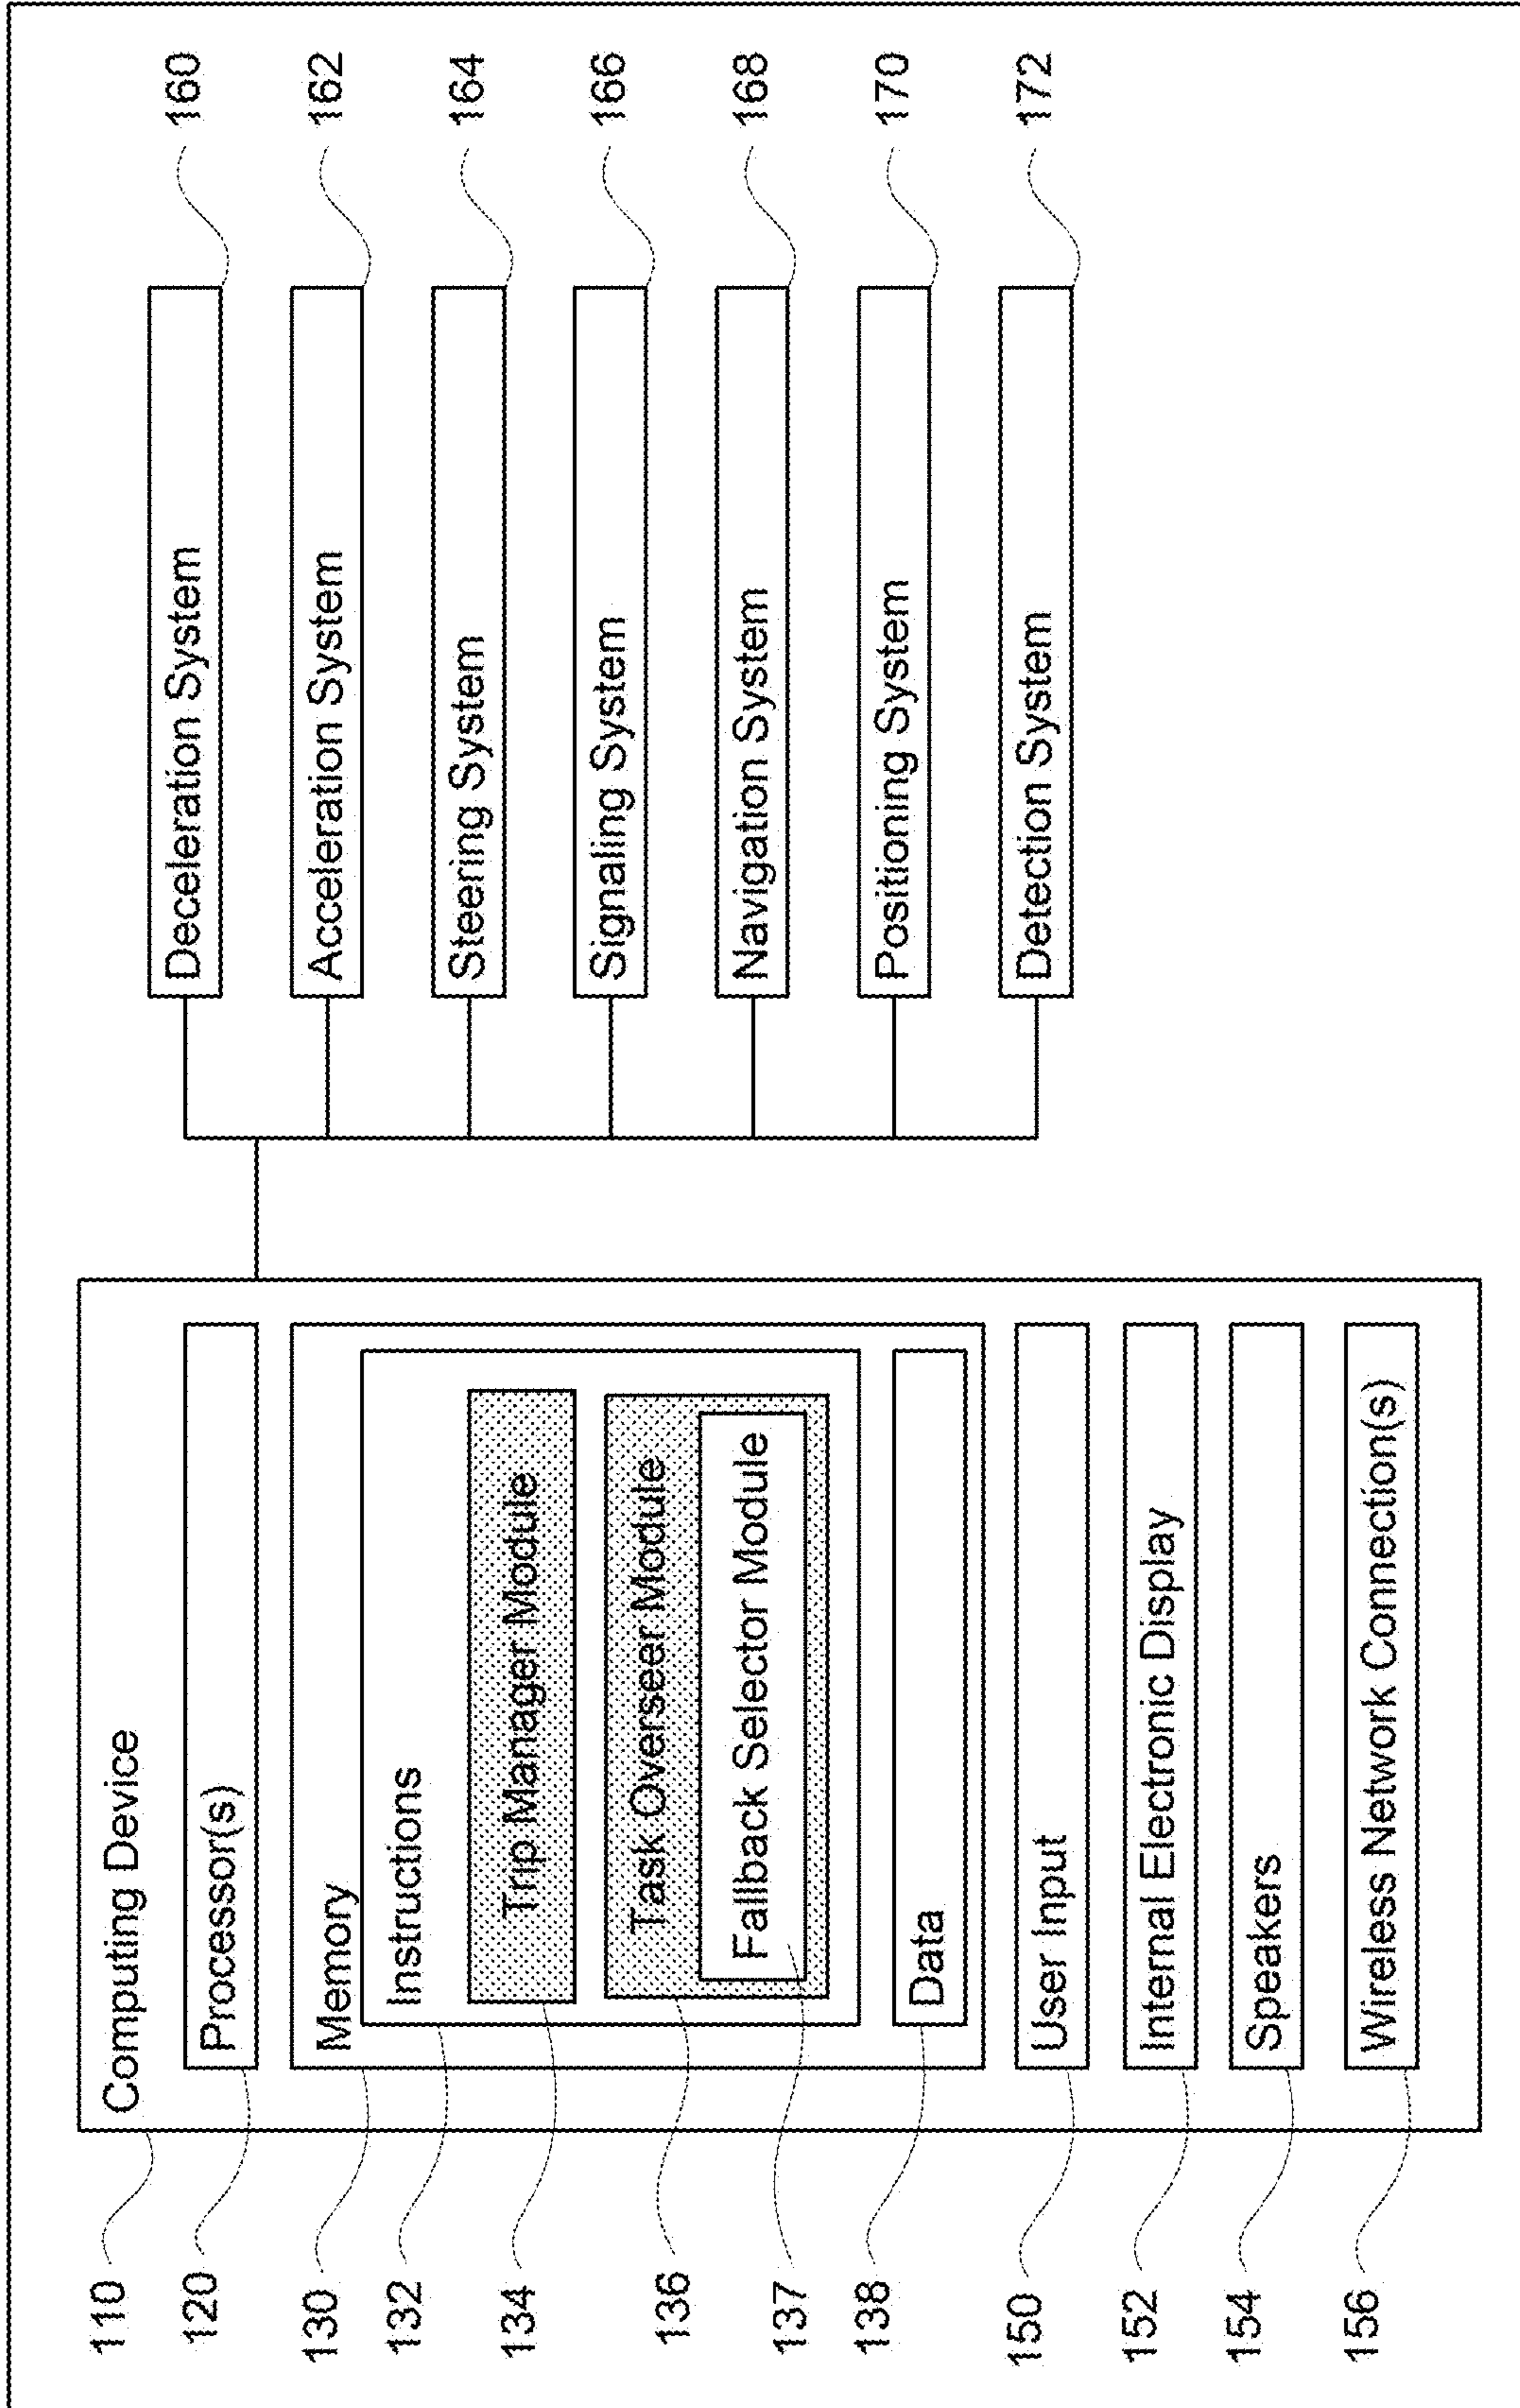 110
Computing Device
120
Processor(s)
130
Memory
132
Instructions
134
Trip Manager Module
136
Task Overseer Module
137
Fallback Selector Module
138
Data
150
User Input
152
Internal Electronic Display
154
Speakers
156
Wireless Network Connection(s)
Deceleration System
160
Acceleration System
162
Steering System
164
Signaling System
166
Navigation System
168
Positioning System
170
Detection System
172